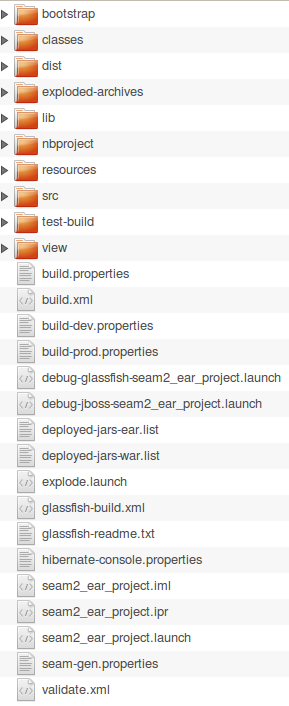 bootstrap
classes
dist
exploded-archives
lib
nbproject
resources
src
test-build
view
build.properties
build.xml
build-dev.properties
build-prod.properties
debug-glassfish-seam2_ear_project.launch
debug-jboss-seam2_ear_project.launch
deployed-jars-ear.list
deployed-jars-war.list
explode.launch
glassfish-build.xml
glassfish-readme.txt
hibernate-console.properties
seam2_ear_project.iml
seam2_ear_project.ipr
seam2_ear_project.launch
seam-gen.properties
validate.xml